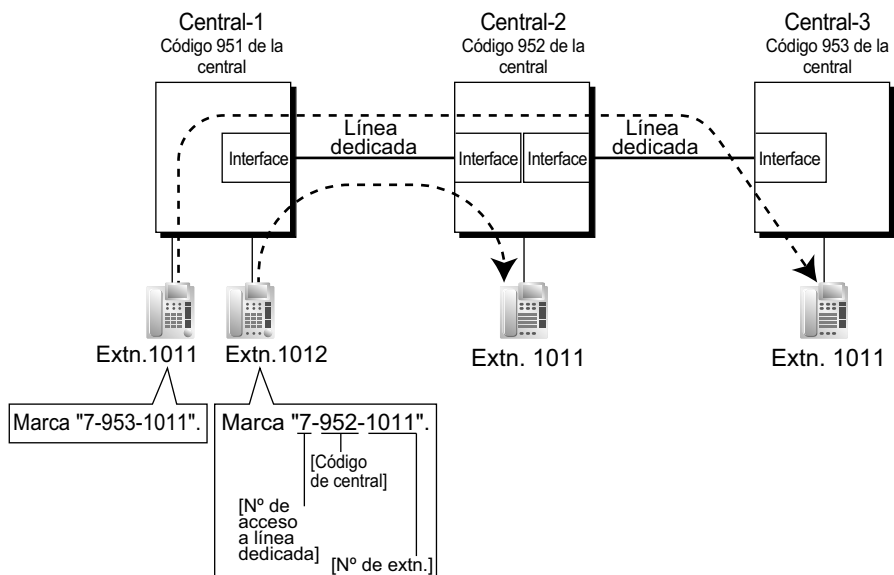 Central-1
Código 951 de la
central
Central-2
Código 952 de la
central
Central-3
Código 953 de la
central
Línea
dedicada
Línea
dedicada
Interface
Interface
Interface
Interface
Extn.1011
Extn.1012
Extn. 1011
Extn. 1011
Marca "7-953-1011".
Marca "7-952-1011".
[Código
de central]
[Nº de
acceso
a línea
dedicada]
[Nº de extn.]